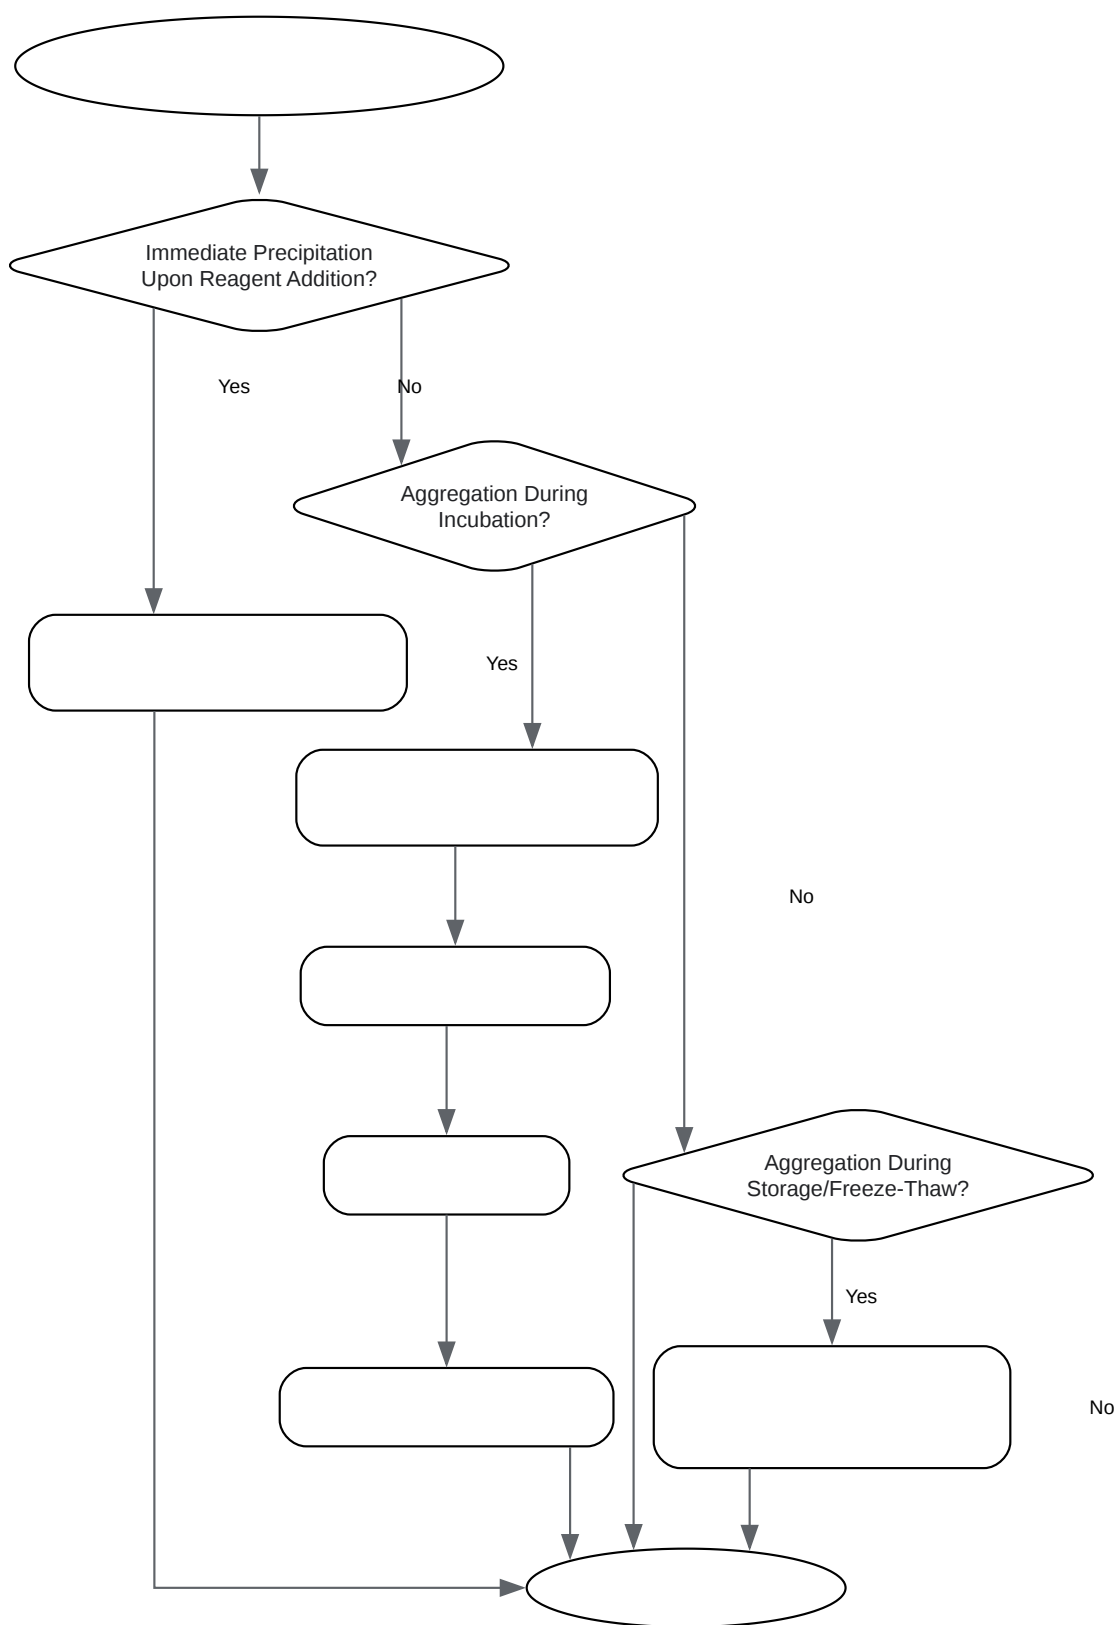 Immediate Precipitation
Upon Reagent Addition?
Yes
No
Aggregation During
Incubation?
Yes
No
Aggregation During
Storage/Freeze-Thaw?
Yes
No